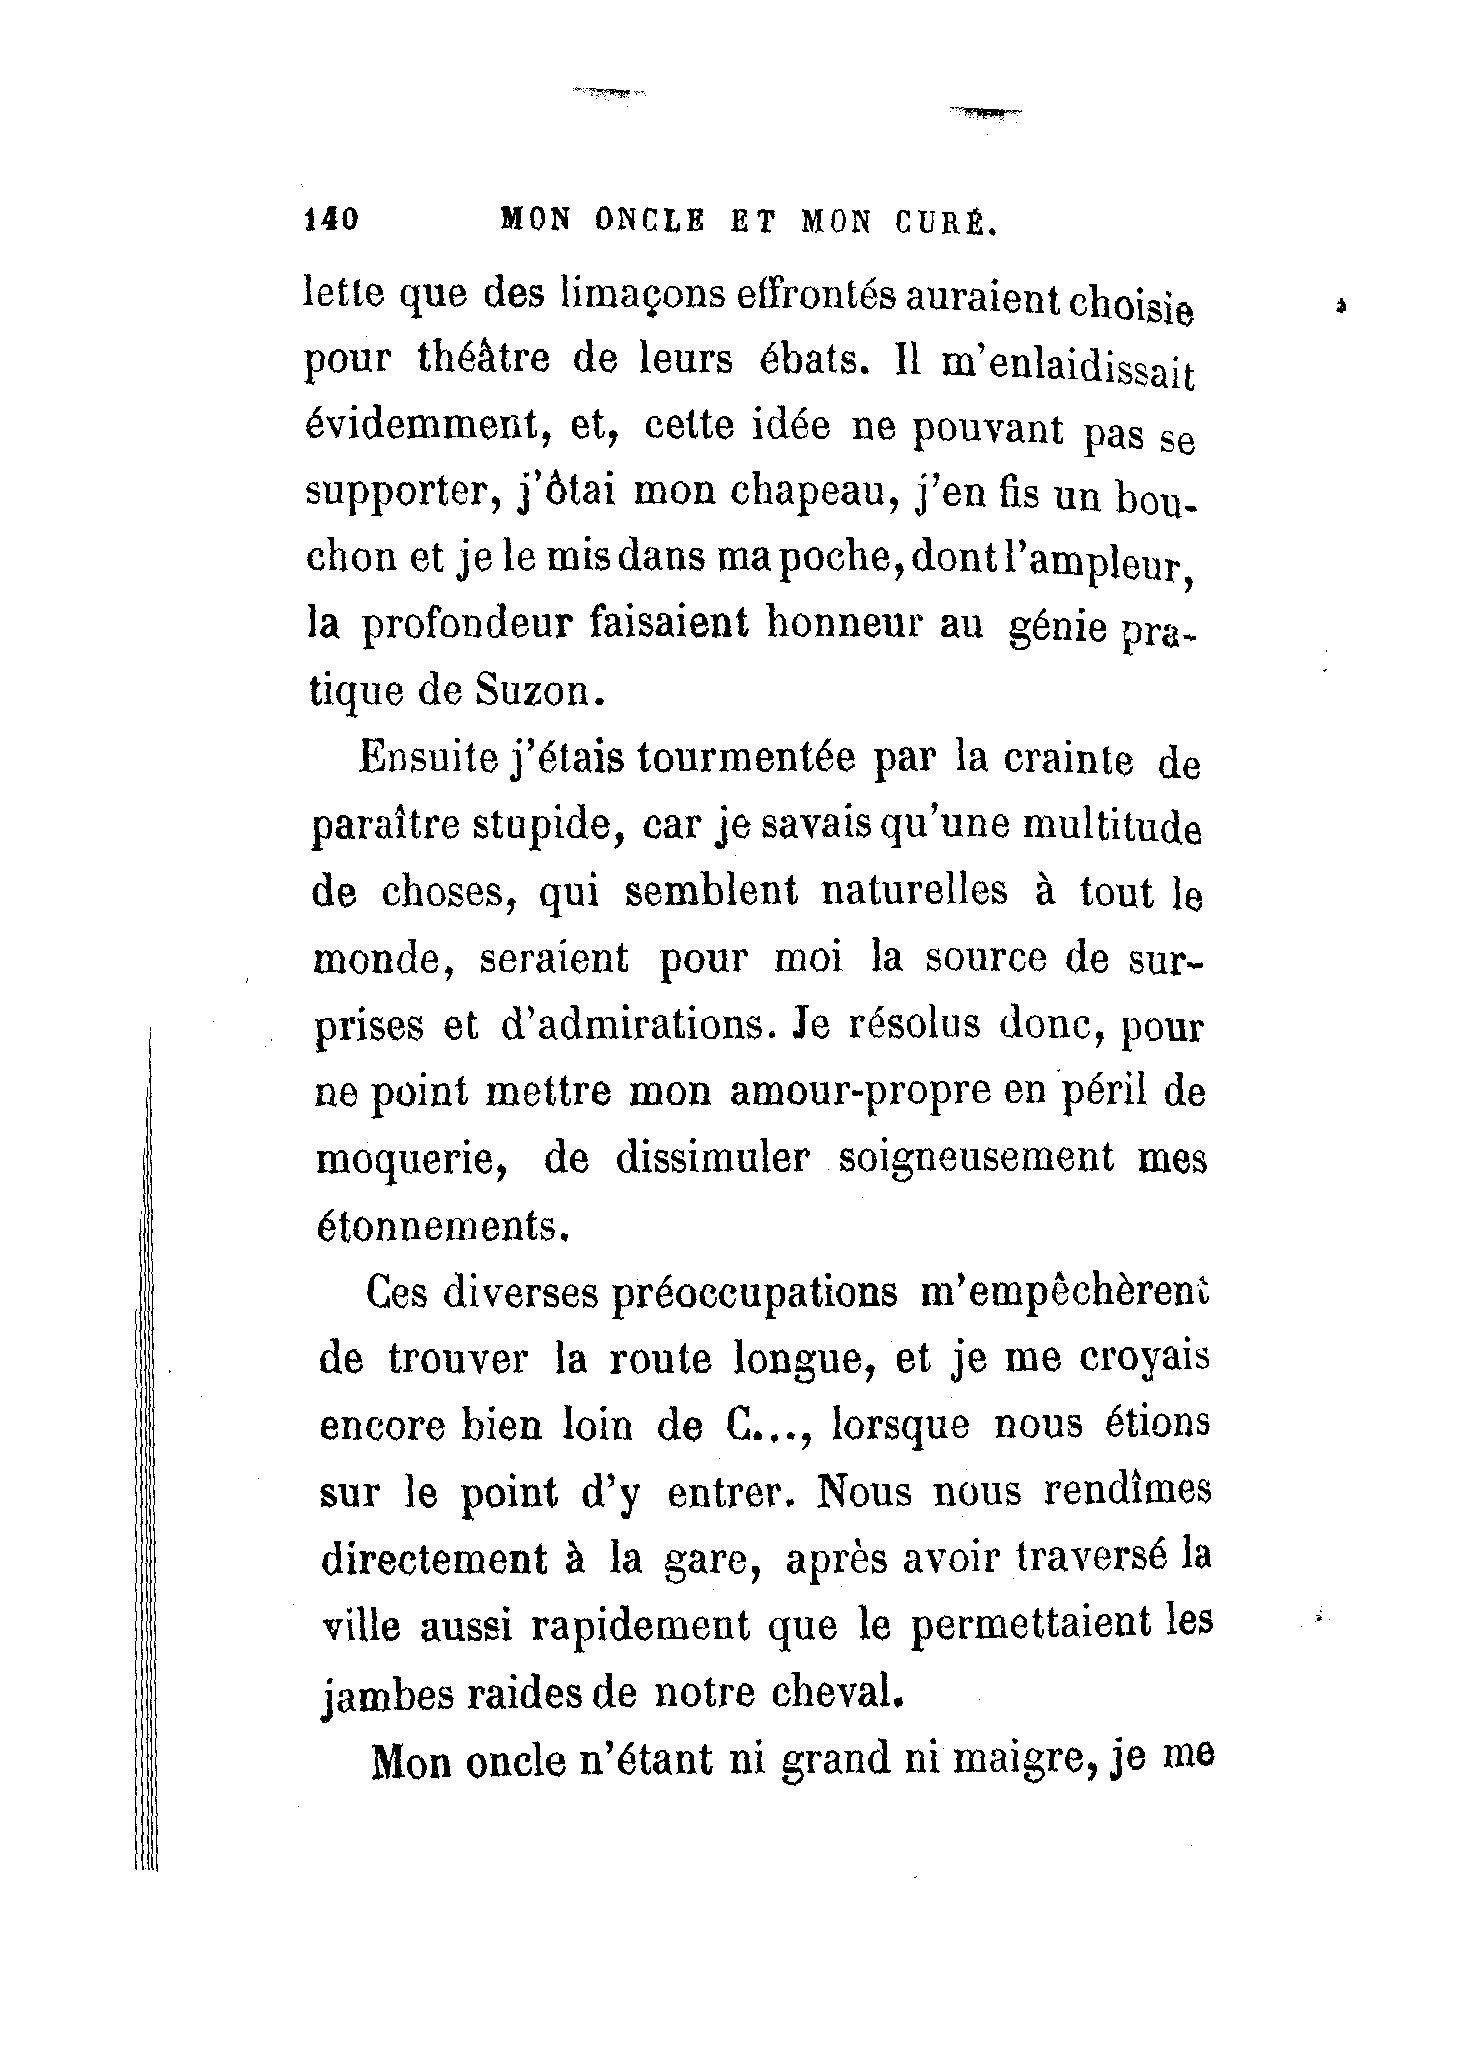 140 MON ONCLE ET MON CURÉ.
lette que des limaçons effrontés auraient choisie
pour théâtre de leurs ébats. Il m'enlaidissait
évidemment, et, cette idée ne pouvant pas se
supporter, j'ôtai mon chapeau, j'en fis un bou-
chon et je le mis dans ma poche, dont l'ampleur,
la profondeur faisaient honneur au génie pra-
tique de Suzon.
Ensuite j'étais tourmentée par la crainte de
paraître stupide, car je savais qu'une multitude
de choses, qui semblent naturelles à tout le
monde, seraient pour moi la source de sur-
prises et d'admirations. Je résolus donc, pour
ne point mettre mon amour-propre en péril de
moquerie, de dissimuler soigneusement mes
étonnements.
Ces diverses préoccupations m'empêchèrent
de trouver la route longue, et je me croyais
encore bien loin de C..., lorsque nous étions
sur le point d'y entrer. Nous nous rendîmes
directement à la gare, après avoir traversé la
ville aussi rapidement que le permettaient les
jambes raides de notre cheval.
Mon oncle n'étant ni grand ni maigre, je me